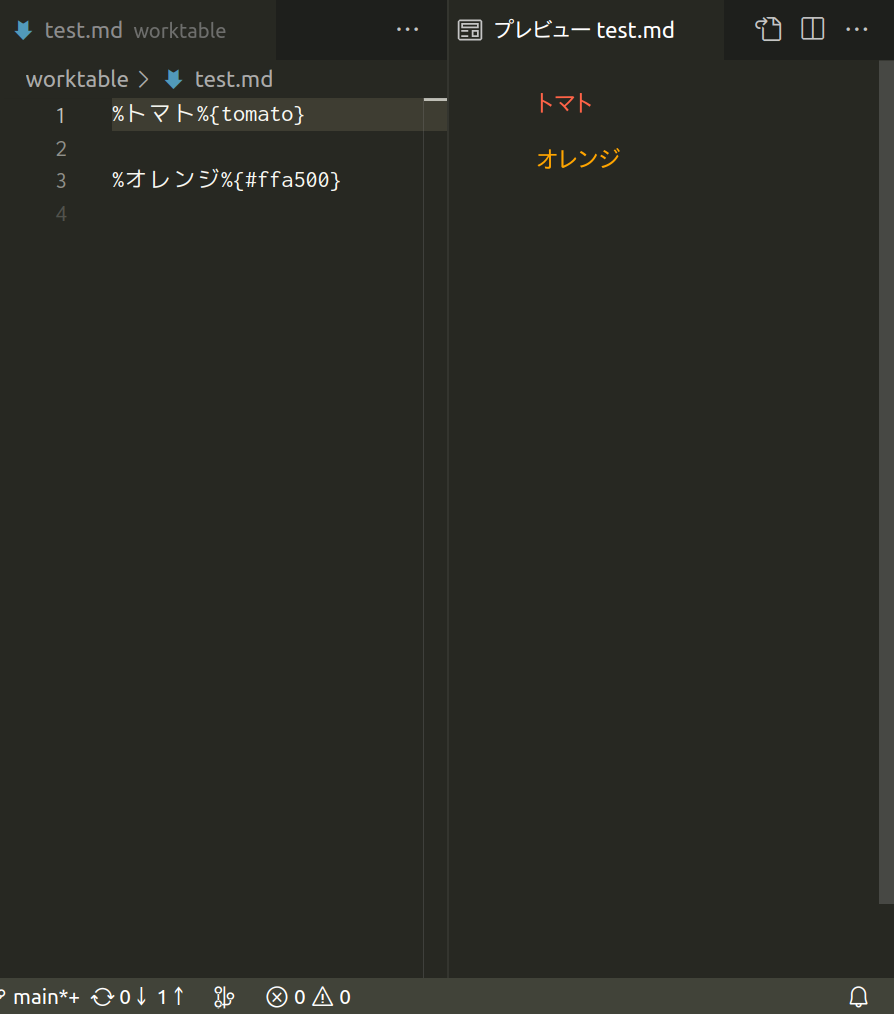 test.md worktable
プレビュー test.md
worktable test.md
1 %トマト%{tomato}
2
3 %オレンジ%{#ffa500}
4
トマト
オレンジ
main*+ 0↓ 1↑ 0 0